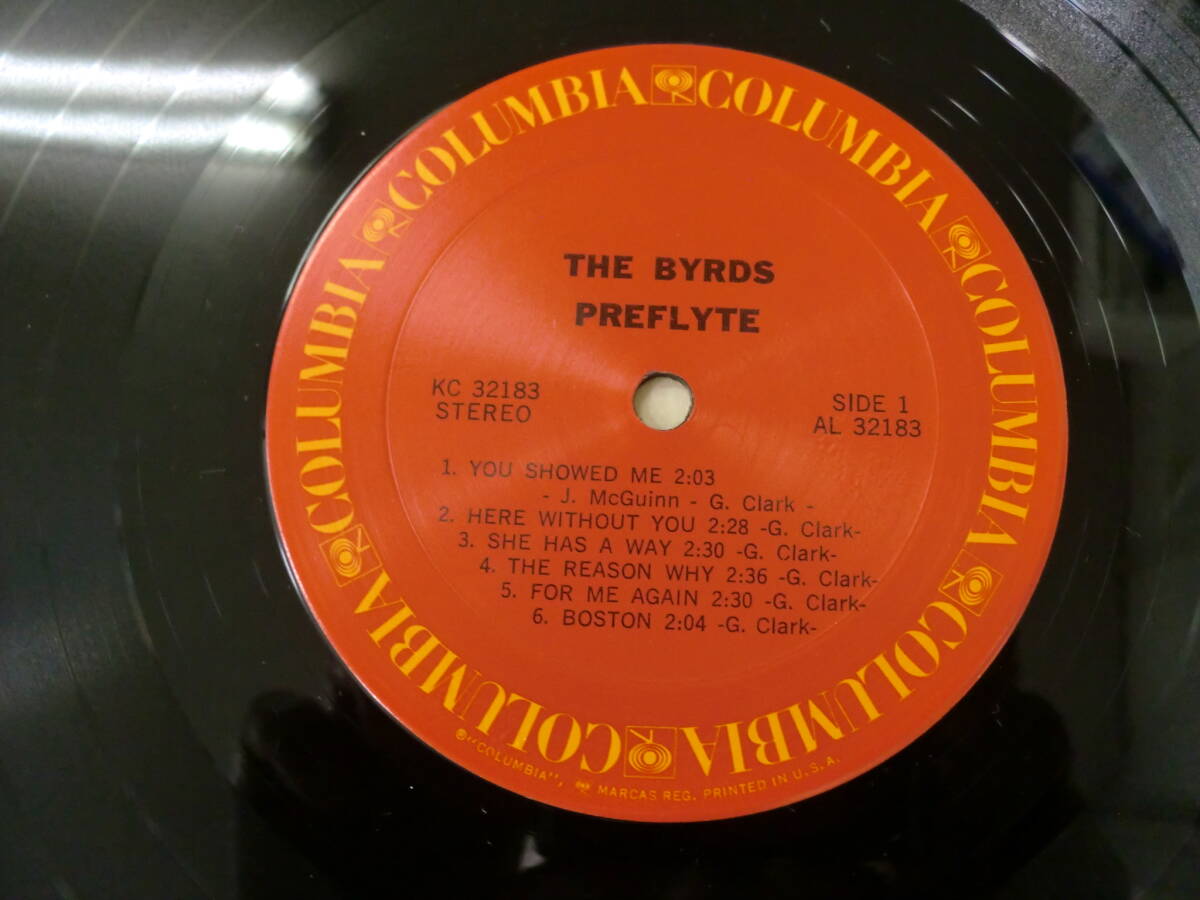 COLUMBIA COLUMBIA COLUMBIA COLUMBIA COLUMBIA COLUMBIA
THE BYRDS
PREFLYTE
KC 32183
STEREO
SIDE 1
AL 32183
1. YOU SHOWED ME 2:03
- J. McGuinn - G. Clark -
2. HERE WITHOUT YOU 2:28 -G. Clark-
3. SHE HAS A WAY 2:30 -G. Clark-
4. THE REASON WHY 2:36 -G. Clark-
5. FOR ME AGAIN 2:30 -G. Clark-
6. BOSTON 2:04 -G. Clark-
®"COLUMBIA", MARCAS REG. PRINTED IN U.S.A.